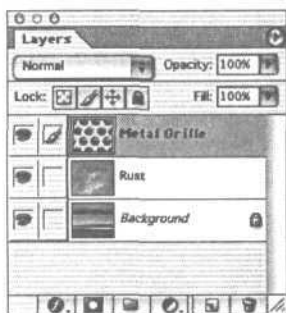 Layers
Normal Opacity: 100%
Lock: Fill: 100%
Metal Grille
Rust
Background